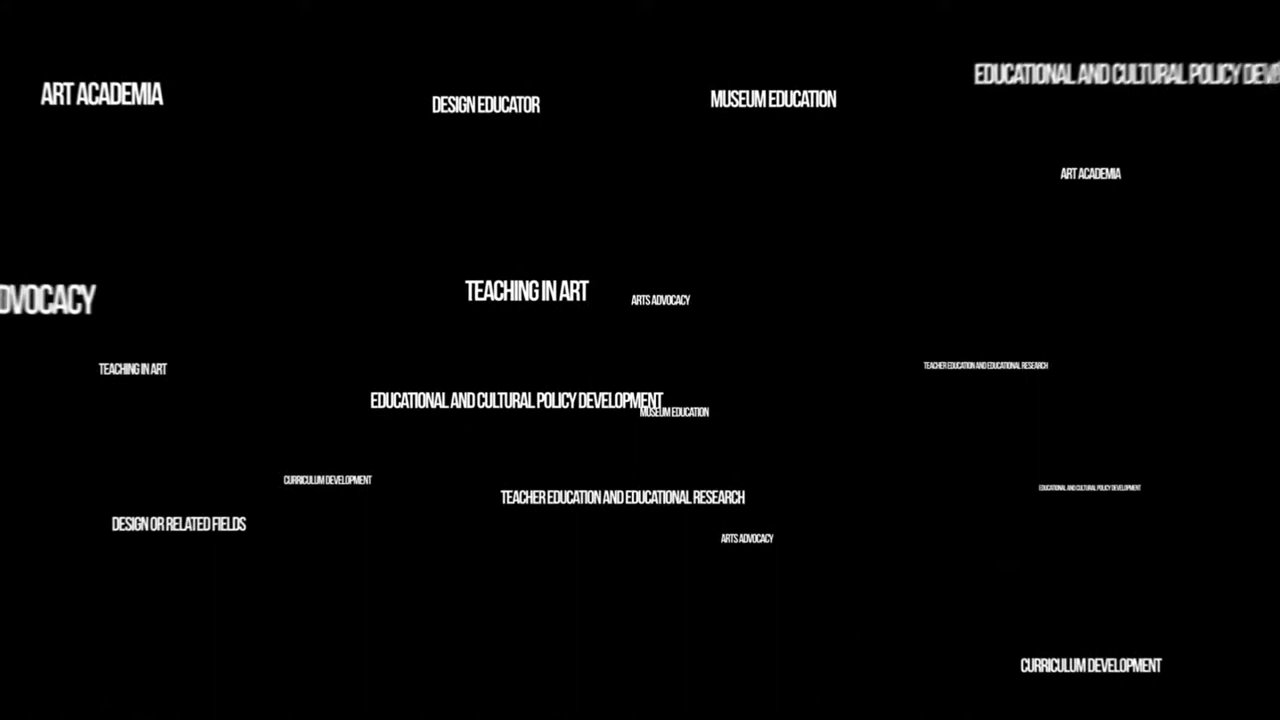 EDUCATIONAL AND CULTURAL POLICY
ART ACADEMIA
MUSEUM EDUCATION
DESIGN EDUCATOR
ART ACADEMIA
TEACHING IN ART
DVOCACY
ARTS ADVOCACY
TEACHER EDUCATION AND EDUCATIONAL RESEARCH
TEACHING IN ART
EDUCATIONAL AND CULTURAL POLICY DEVELOPMENT
MUSEUM EDUCATION
CURRICULUM DEVELOPMENT
EDUCATIONAL AND CULTURAL POLICY DEVELOPMENT
TEACHER EDUCATION AND EDUCATIONAL RESEARCH
DESIGN OR RELATED FIELDS
ARTS ADVOCACY
CURRICULUM DEVELOPMENT